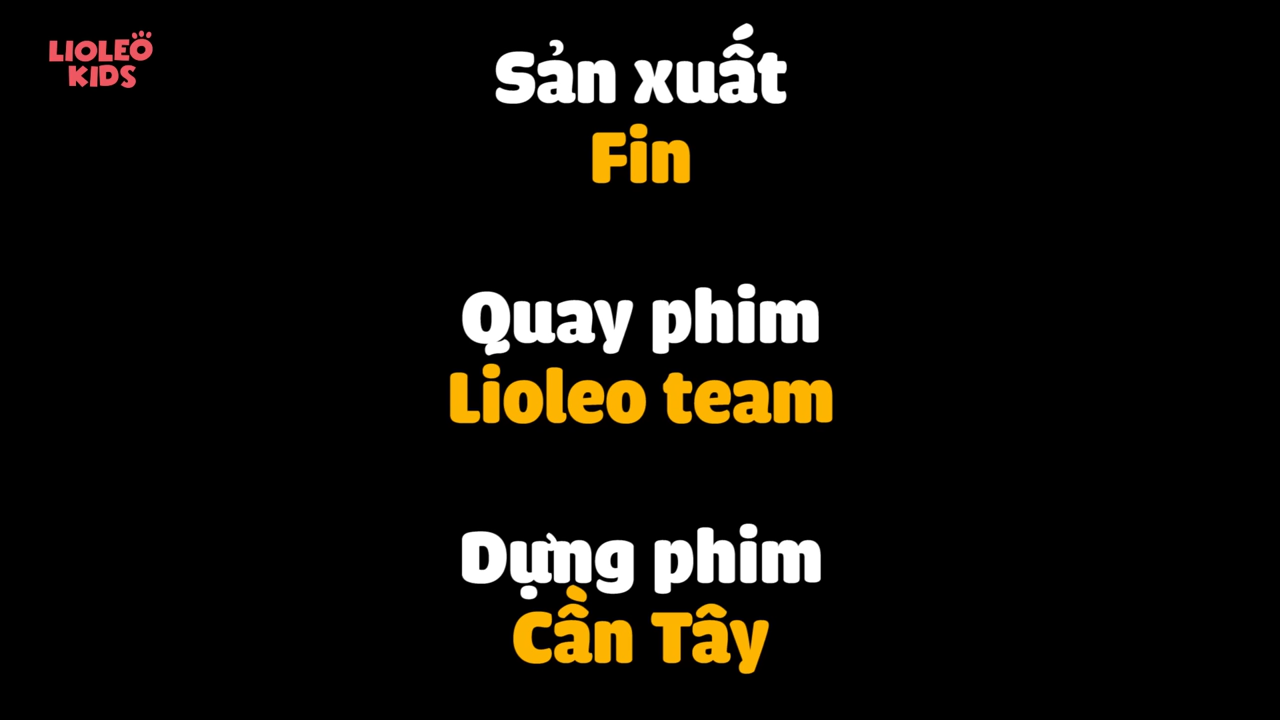 LIOLEO
KIDS
Sản xuất
Fin
Quay phim
Lioleo team
Dựng phim
Cần Tây